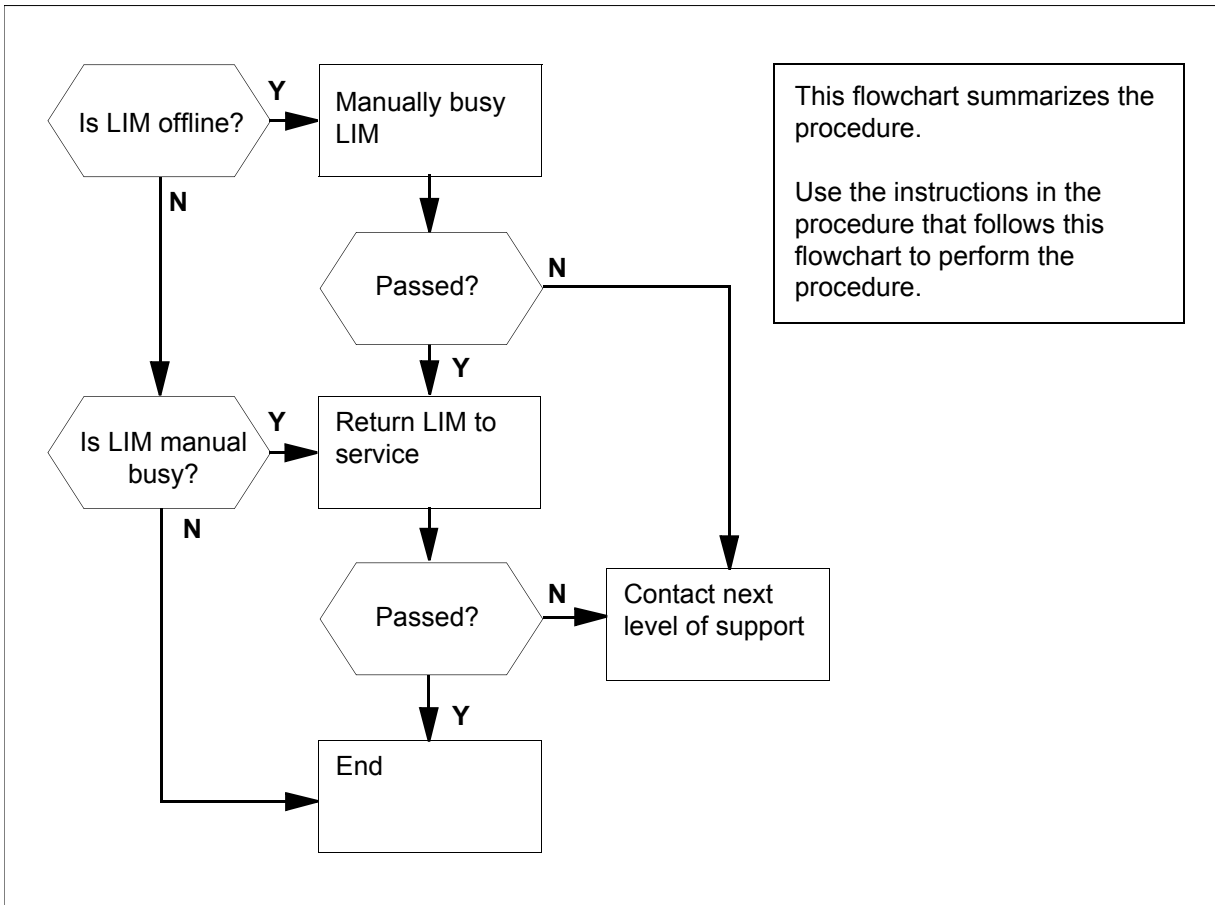 Is LIM offline?
Y
Manually busy
LIM
This flowchart summarizes the
procedure.
Use the instructions in the
procedure that follows this
flowchart to perform the
procedure.
N
Passed?
N
Y
Is LIM manual
busy?
Y
Return LIM to
service
N
Passed?
N
Contact next
level of support
Y
End